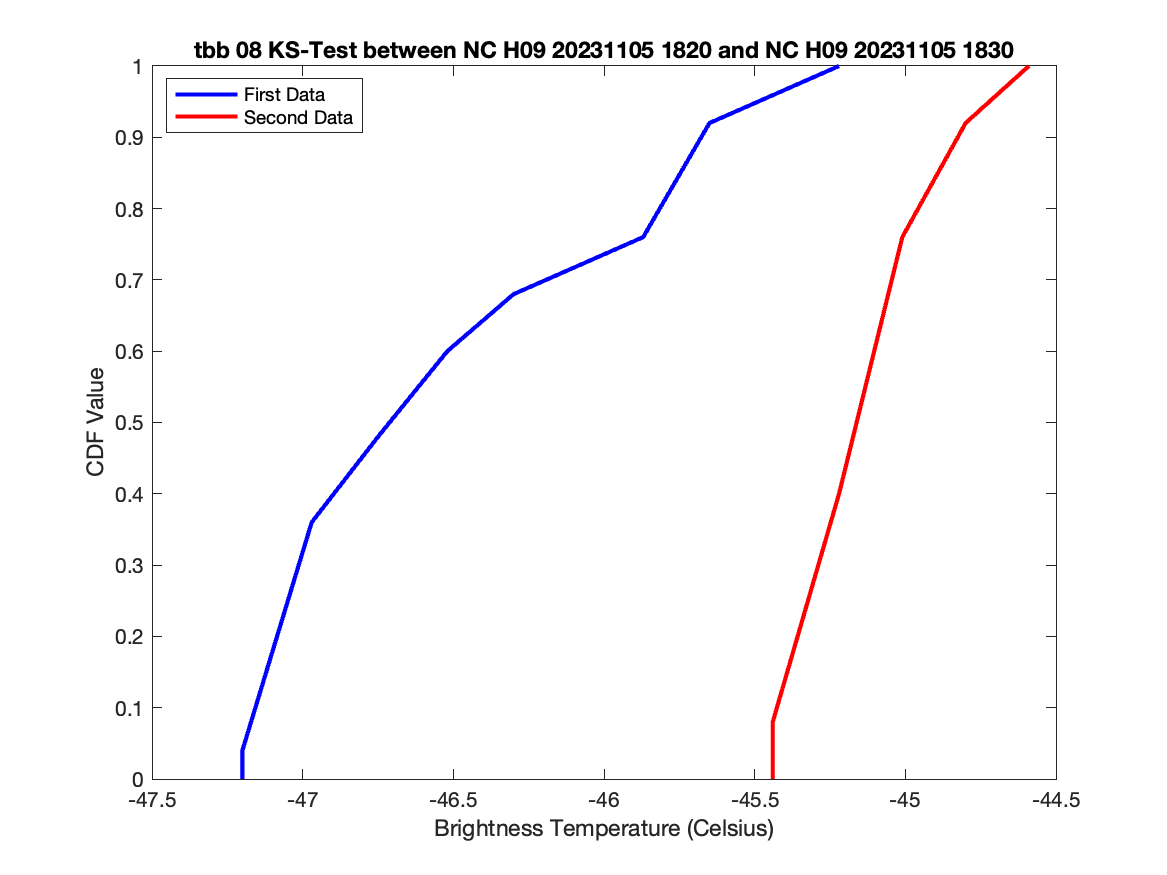 tbb 08 KS-Test between NC H09 20231105 1820 and NC H09 20231105 1830
First Data
Second Data
1
0.9
0.8
0.7
0.6
0.5
0.4
0.3
0.2
0.1
0
CDF Value
-47.5 -47 -46.5 -46 -45.5 -45 -44.5
Brightness Temperature (Celsius)